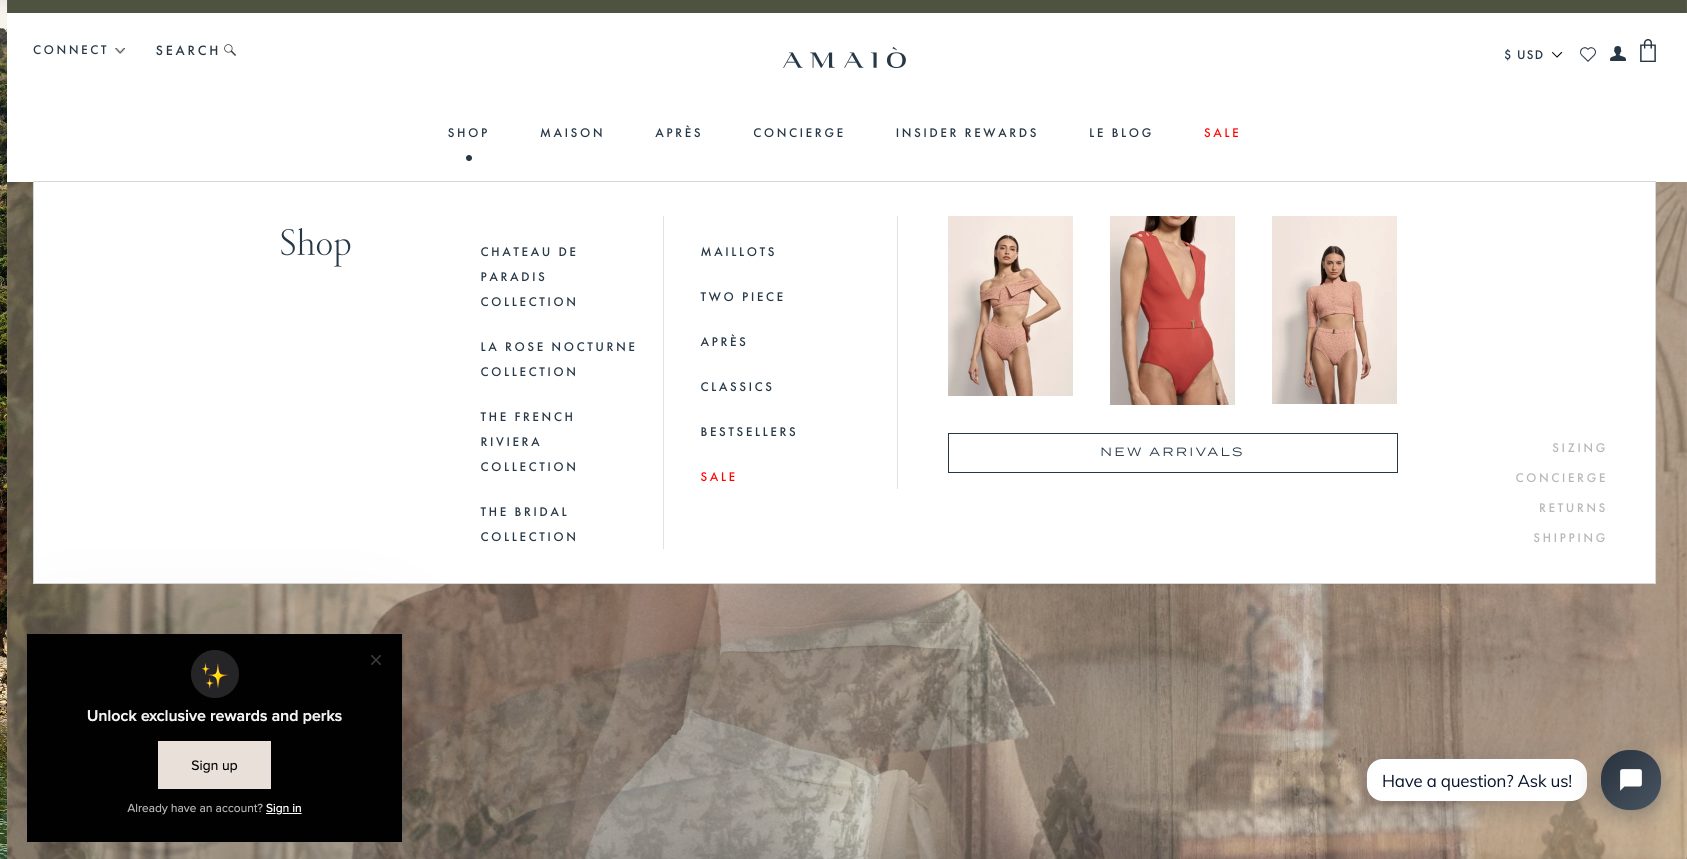 CONNECT
SEARCH
AMAIÒ
$ USD
SHOP
MAISON
APRÈS
CONCIERGE
INSIDER REWARDS
LE BLOG
SALE
Shop
CHATEAU DE
PARADIS
COLLECTION
LA ROSE NOCTURNE
COLLECTION
THE FRENCH
RIVIERA
COLLECTION
THE BRIDAL
COLLECTION
MAILLOTS
TWO PIECE
APRÈS
CLASSICS
BESTSELLERS
SALE
NEW ARRIVALS
SIZING
CONCIERGE
RETURNS
SHIPPING
Unlock exclusive rewards and perks
Sign up
Already have an account? Sign in
Have a question? Ask us!